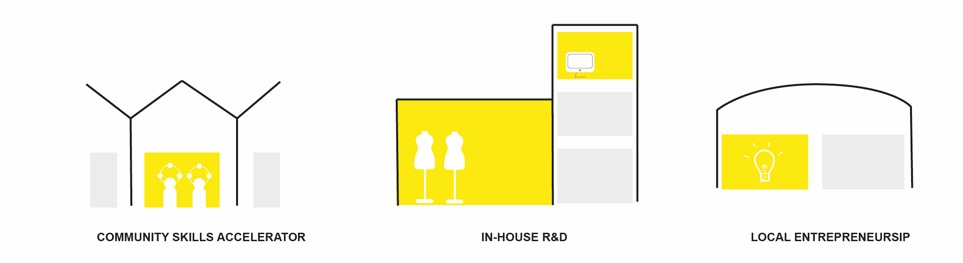 COMMUNITY SKILLS ACCELERATOR
IN-HOUSE R&D
LOCAL ENTREPRENEURSIP